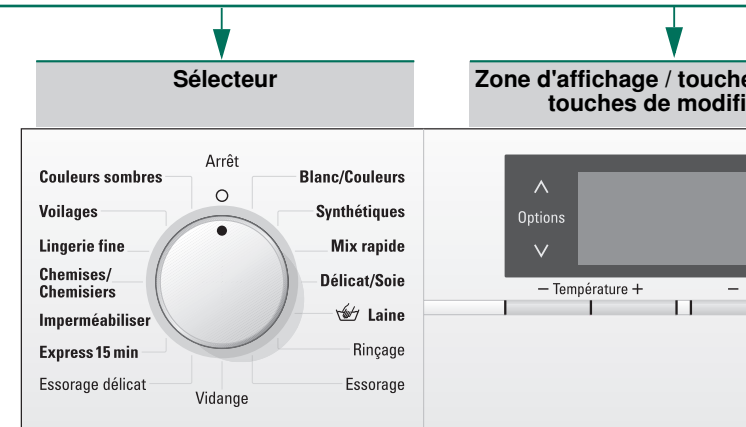 Sélecteur
Zone d'affichage / touche
touches de modifi
Arrêt
Couleurs sombres
Voilages
Lingerie fine
Chemises/
Chemisiers
Imperméabiliser
Express 15 min
Essorage délicat
Vidange
Blanc/Couleurs
Synthétiques
Mix rapide
Délicat/Soie
Laine
Rinçage
Essorage
Options
– Température +
–